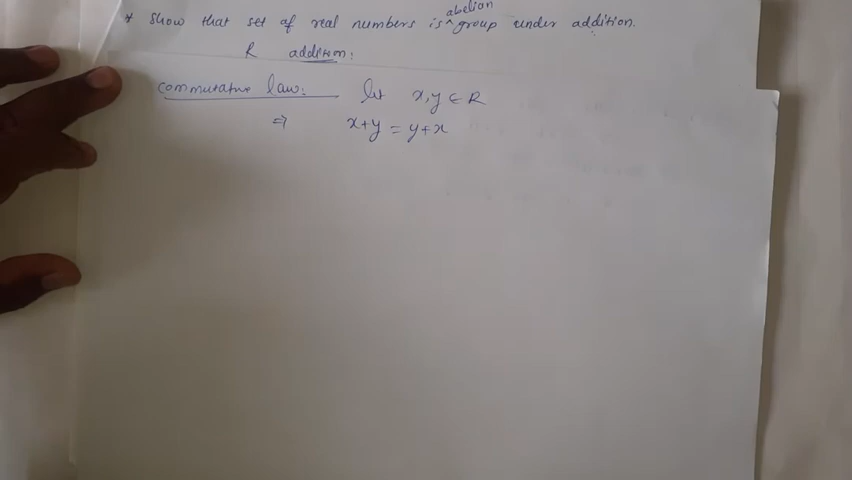 * Show that set of real numbers is ^ abelian group under addition.
R addition:
commutative law: let x, y ∈ R
⇒ x+y = y+x